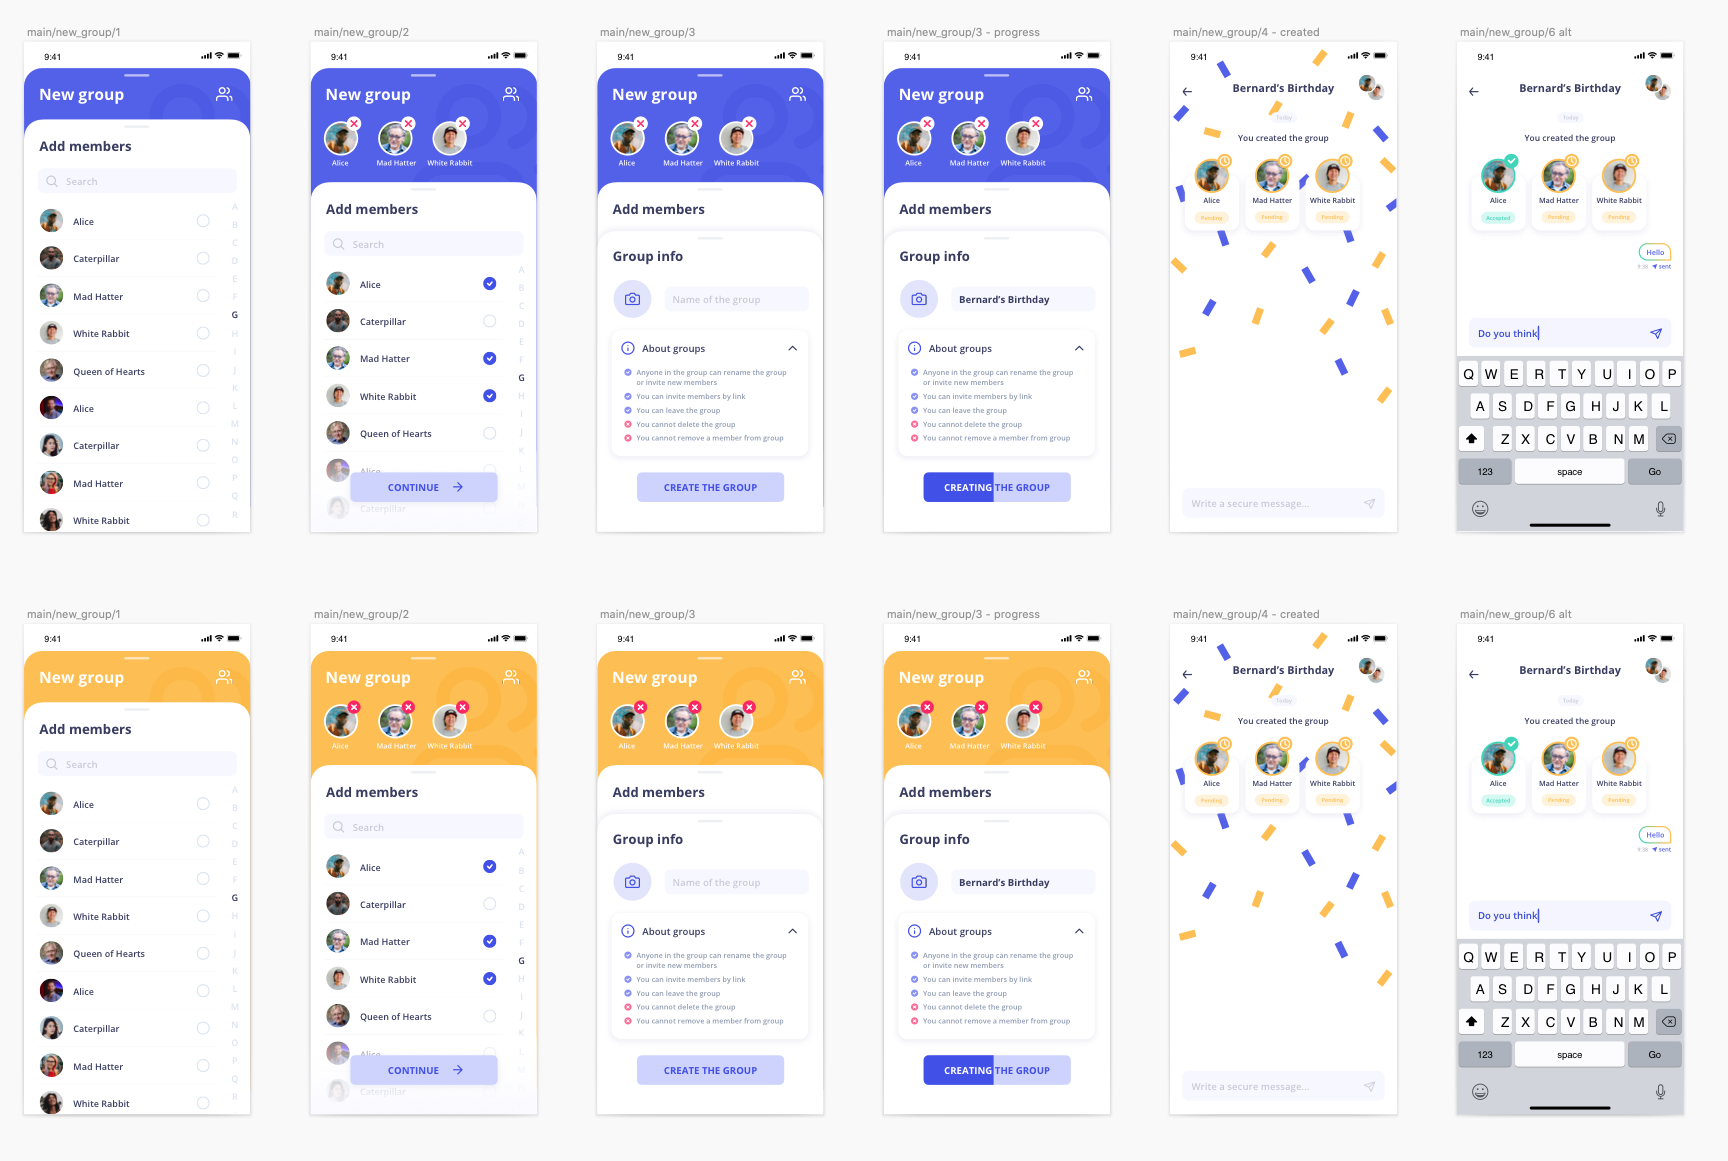 main/new_group/1
9:41
New group
Add members
Search
Alice
Caterpillar
Mad Hatter
White Rabbit
Queen of Hearts
Alice
Caterpillar
Mad Hatter
White Rabbit
A
B
C
D
E
F
G
H
I
J
K
L
M
N
O
P
Q
R
main/new_group/2
9:41
New group
Alice
Mad Hatter
White Rabbit
Add members
Search
Alice
Caterpillar
Mad Hatter
White Rabbit
Queen of Hearts
Alice
CONTINUE
Caterpillar
A
B
C
D
E
F
G
H
I
J
K
L
main/new_group/3
9:41
New group
Alice
Mad Hatter
White Rabbit
Add members
Group info
Name of the group
About groups
Anyone in the group can rename the group
or invite new members
You can invite members by link
You can leave the group
You cannot delete the group
You cannot remove a member from group
CREATE THE GROUP
main/new_group/3 - progress
9:41
New group
Alice
Mad Hatter
White Rabbit
Add members
Group info
Bernard's Birthday
About groups
Anyone in the group can rename the group
or invite new members
You can invite members by link
You can leave the group
You cannot delete the group
You cannot remove a member from group
CREATING THE GROUP
main/new_group/4 - created
9:41
Bernard's Birthday
Today
You created the group
Alice
Pending
Mad Hatter
Pending
White Rabbit
Pending
Write a secure message...
main/new_group/6 alt
9:41
Bernard's Birthday
Today
You created the group
Alice
Accepted
Mad Hatter
Pending
White Rabbit
Pending
Hello
9:38 sent
Do you think
Q W E R T Y U I O P
A S D F G H J K L
Z X C V B N M
123 space Go
main/new_group/1
9:41
New group
Add members
Search
Alice
Caterpillar
Mad Hatter
White Rabbit
Queen of Hearts
Alice
Caterpillar
Mad Hatter
White Rabbit
A
B
C
D
E
F
G
H
I
J
K
L
M
N
O
P
Q
R
main/new_group/2
9:41
New group
Alice
Mad Hatter
White Rabbit
Add members
Search
Alice
Caterpillar
Mad Hatter
White Rabbit
Queen of Hearts
Alice
CONTINUE
Caterpillar
A
B
C
D
E
F
G
H
I
J
K
L
main/new_group/3
9:41
New group
Alice
Mad Hatter
White Rabbit
Add members
Group info
Name of the group
About groups
Anyone in the group can rename the group
or invite new members
You can invite members by link
You can leave the group
You cannot delete the group
You cannot remove a member from group
CREATE THE GROUP
main/new_group/3 - progress
9:41
New group
Alice
Mad Hatter
White Rabbit
Add members
Group info
Bernard's Birthday
About groups
Anyone in the group can rename the group
or invite new members
You can invite members by link
You can leave the group
You cannot delete the group
You cannot remove a member from group
CREATING THE GROUP
main/new_group/4 - created
9:41
Bernard's Birthday
Today
You created the group
Alice
Pending
Mad Hatter
Pending
White Rabbit
Pending
Write a secure message...
main/new_group/6 alt
9:41
Bernard's Birthday
Today
You created the group
Alice
Accepted
Mad Hatter
Pending
White Rabbit
Pending
Hello
9:38 sent
Do you think
Q W E R T Y U I O P
A S D F G H J K L
Z X C V B N M
123 space Go